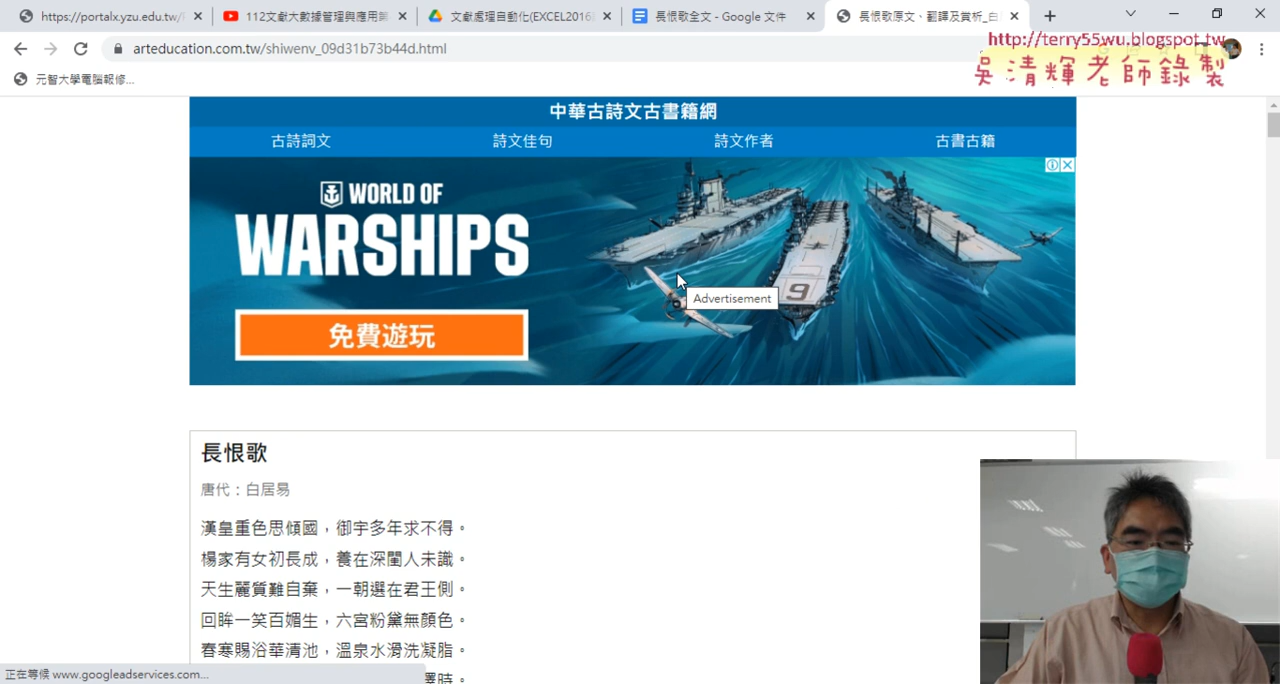 https://portalx.yzu.edu.tw/
112文獻大數據管理與應用第
文獻處理自動化(EXCEL2016
長恨歌全文 - Google 文件
長恨歌原文、翻譯及賞析_白
arteducation.com.tw/shiwenv_09d31b73b44d.html
http://terry55wu.blogspot.tw
吳清輝老師錄製
元智大學電腦報修...
中華古詩文古書籍網
古詩詞文 詩文佳句 詩文作者 古書古籍
WORLD OF
WARSHIPS
免費遊玩
9
Advertisement
長恨歌
唐代：白居易
漢皇重色思傾國，御宇多年求不得。
楊家有女初長成，養在深閨人未識。
天生麗質難自棄，一朝選在君王側。
回眸一笑百媚生，六宮粉黛無顏色。
春寒賜浴華清池，溫泉水滑洗凝脂。
澤時。
正在等候 www.googleadservices.com...